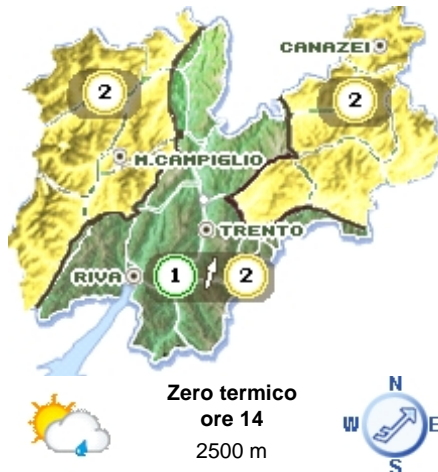 CANAZEI
2
2
M.CAMPIGLIO
TRENTO
RIVA
1
2
Zero termico
ore 14
2500 m
N
W
E
S